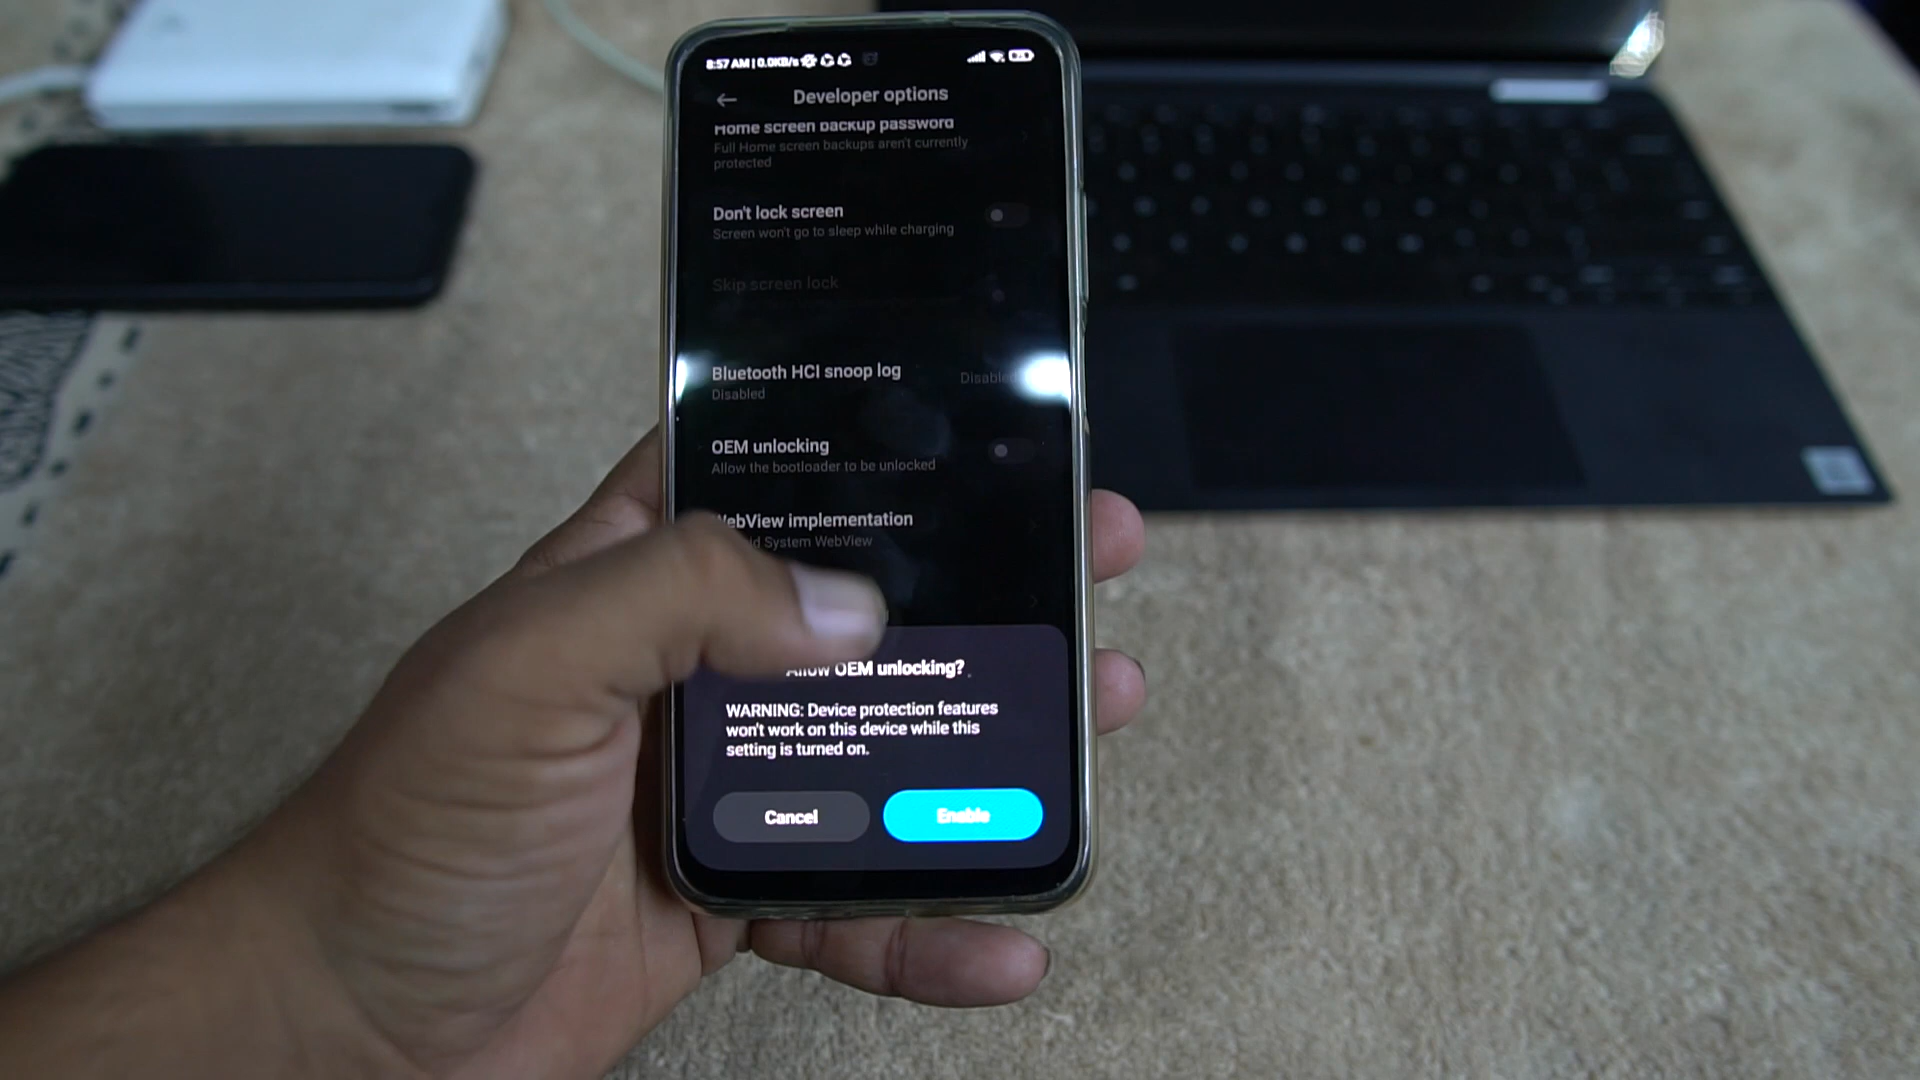 8:57 AM | 0.0KB/s
Developer options
Home screen backup password
Full Home screen backups aren't currently
protected
Don't lock screen
Screen won't go to sleep while charging
Skip screen lock
Bluetooth HCI snoop log
Disabled
Disabled
OEM unlocking
Allow the bootloader to be unlocked
WebView implementation
System WebView
Allow OEM unlocking?
WARNING: Device protection features
won't work on this device while this
setting is turned on.
Cancel
Enable